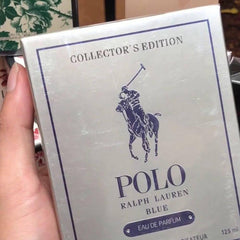 COLLECTOR'S EDITION
POLO
RALPH LAUREN
BLUE
EAU DE PARFUM
125 ml